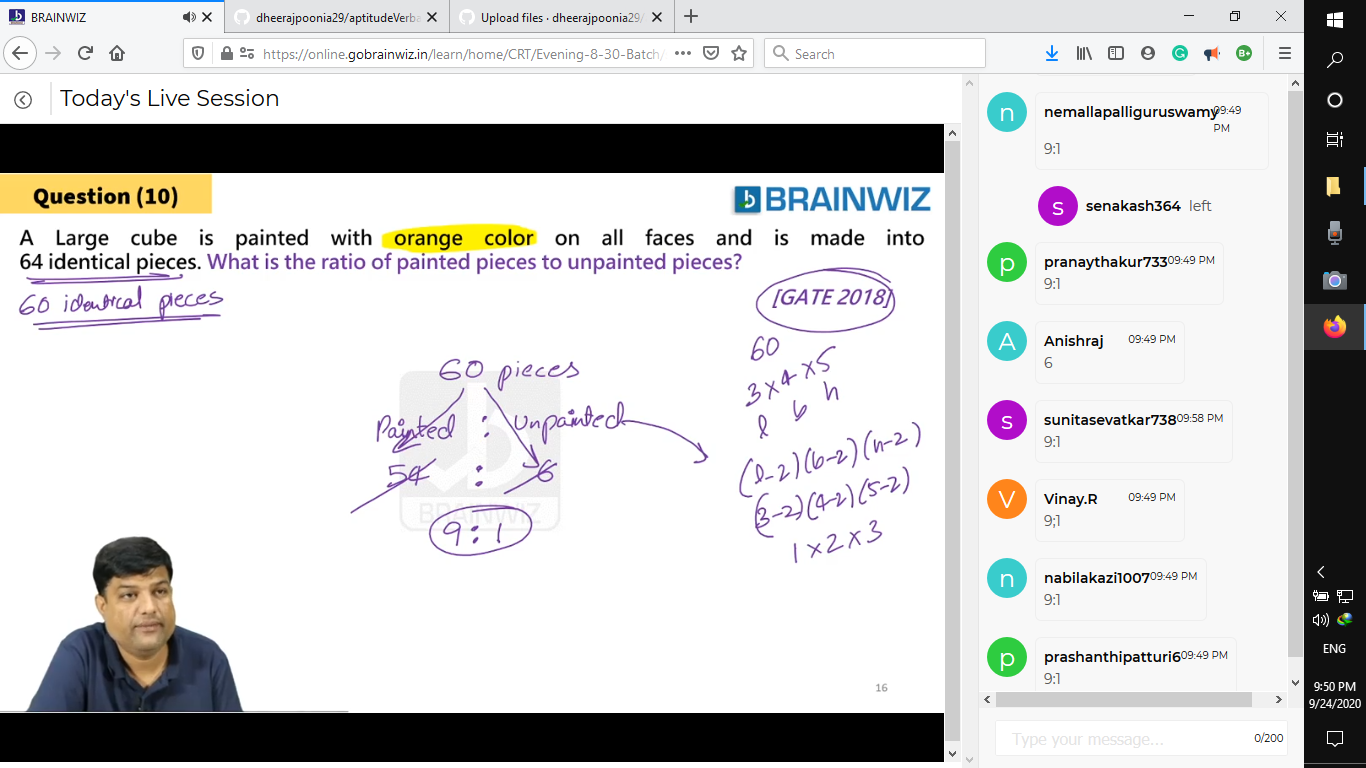 BRAINWIZ
dheerajpoonia29/aptitudeVerba
Upload files · dheerajpoonia29/
https://online.gobrainwiz.in/learn/home/CRT/Evening-8-30-Batch/
Search
Today's Live Session
Question (10)
BRAINWIZ
A Large cube is painted with orange color on all faces and is made into
64 identical pieces. What is the ratio of painted pieces to unpainted pieces?
60 identical pieces
[GATE 2018]
60 pieces
Painted : Unpainted
54 : 6
9 : 1
60
3 x 4 x 5
l b h
(l-2)(b-2)(h-2)
(3-2)(4-2)(5-2)
1 x 2 x 3
BRAINWIZ
16
n
nemallapalliguruswamy 09:49 PM
9:1
s
senakash364 left
p
pranaythakur733 09:49 PM
9:1
A
Anishraj 09:49 PM
6
s
sunitasevatkar738 09:58 PM
9:1
V
Vinay.R 09:49 PM
9;1
n
nabilakazi1007 09:49 PM
9:1
p
prashanthipatturi6 09:49 PM
9:1
Type your message... 0/200
B+
ENG
9:50 PM
9/24/2020